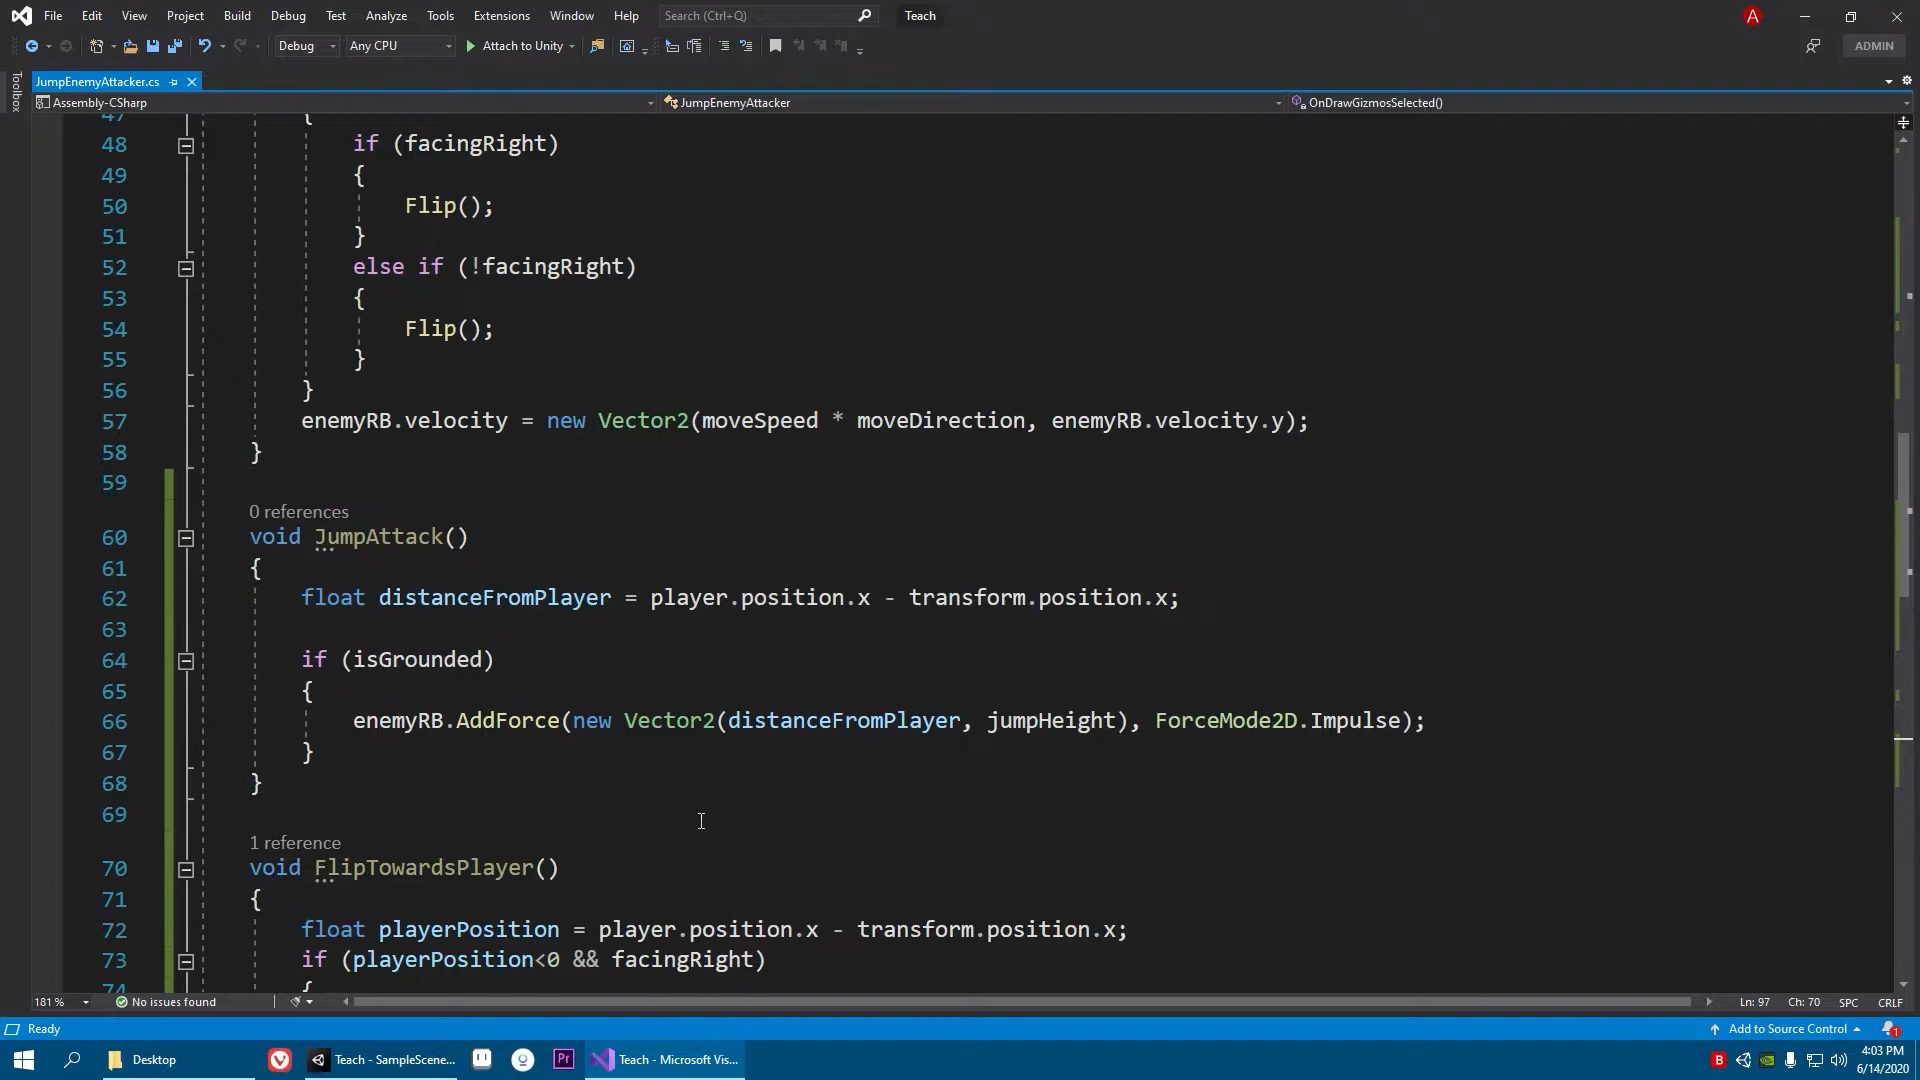 File Edit View Project Build Debug Test Analyze Tools Extensions Window Help Search (Ctrl+Q) Teach A
Debug Any CPU Attach to Unity ADMIN
Toolbox
JumpEnemyAttacker.cs
Assembly-CSharp JumpEnemyAttacker OnDrawGizmosSelected()
47 {
48 if (facingRight)
49 {
50 Flip();
51 }
52 else if (!facingRight)
53 {
54 Flip();
55 }
56 }
57 enemyRB.velocity = new Vector2(moveSpeed * moveDirection, enemyRB.velocity.y);
58 }
59
0 references
60 void JumpAttack()
61 {
62 float distanceFromPlayer = player.position.x - transform.position.x;
63
64 if (isGrounded)
65 {
66 enemyRB.AddForce(new Vector2(distanceFromPlayer, jumpHeight), ForceMode2D.Impulse);
67 }
68 }
69
1 reference
70 void FlipTowardsPlayer()
71 {
72 float playerPosition = player.position.x - transform.position.x;
73 if (playerPosition<0 && facingRight)
74 {
181 % No issues found Ln: 97 Ch: 70 SPC CRLF
Ready Add to Source Control 1
Desktop Teach - SampleScene... Pr Teach - Microsoft Vis... B 4:03 PM
6/14/2020